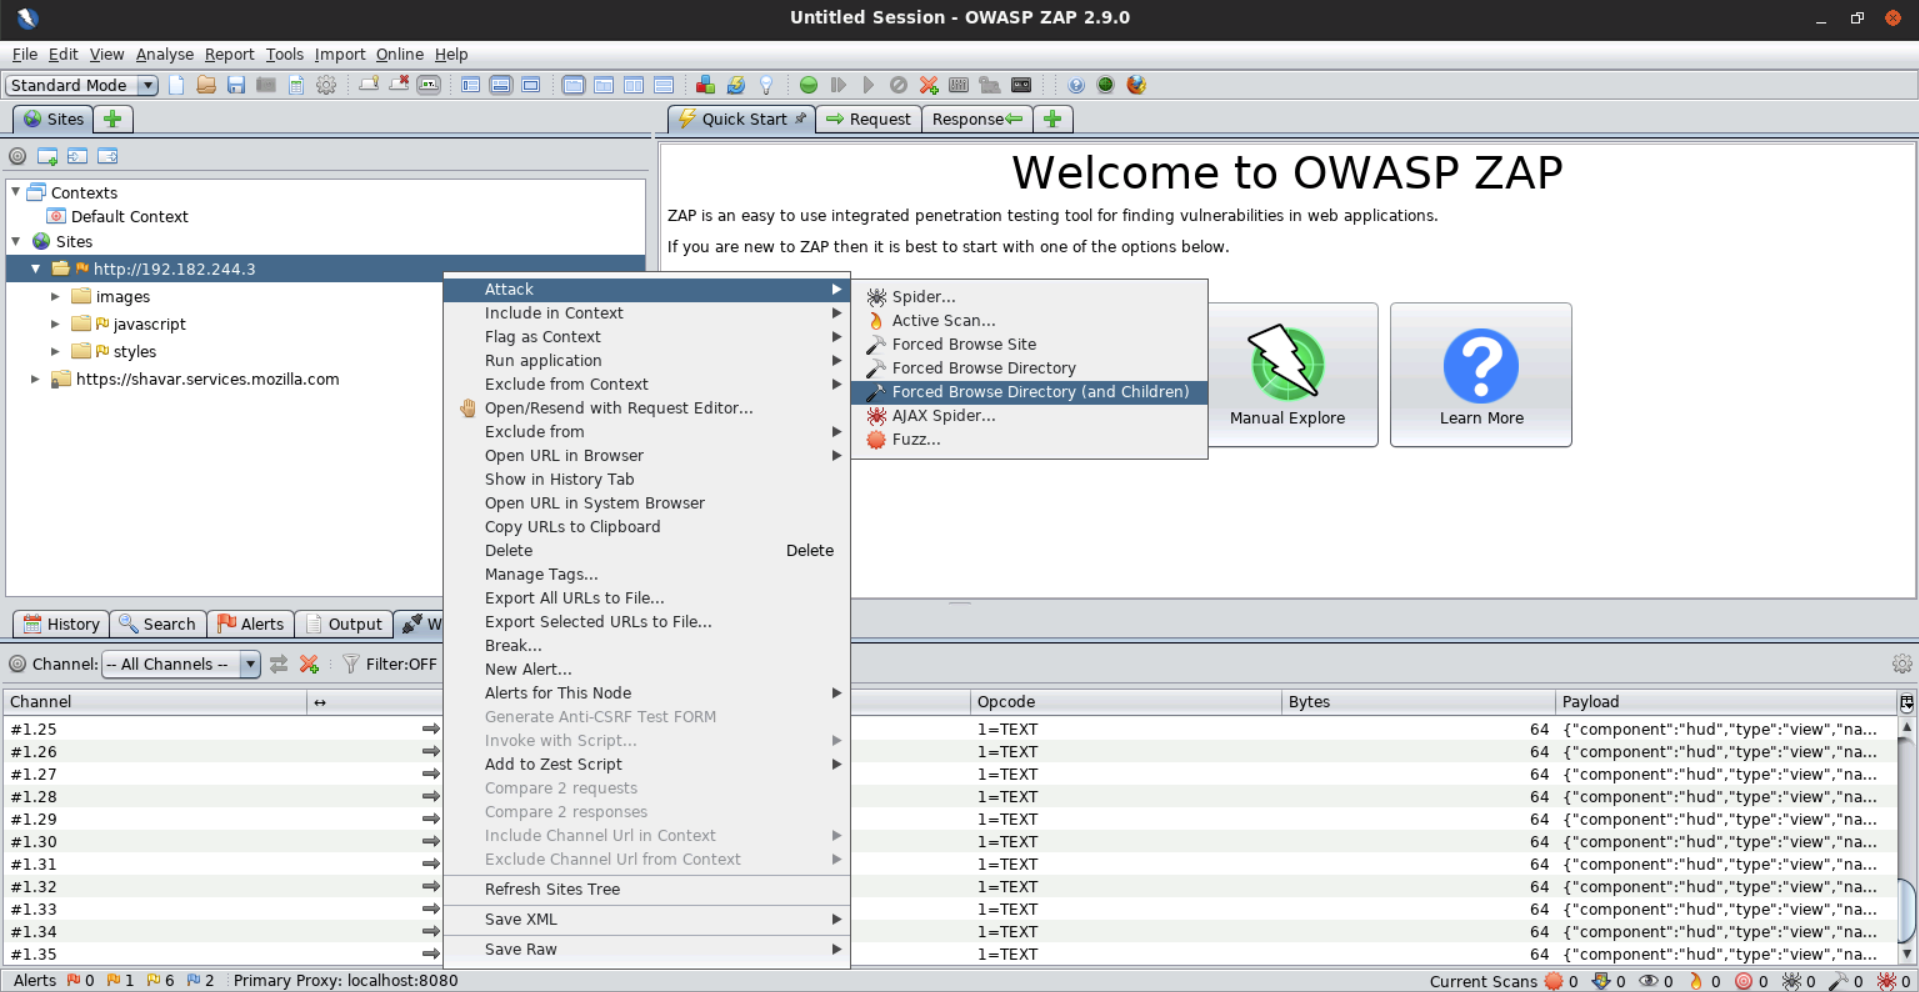 Untitled Session - OWASP ZAP 2.9.0
File Edit View Analyse Report Tools Import Online Help
Standard Mode
Sites
Quick Start
Request
Response
Contexts
Default Context
Sites
http://192.182.244.3
images
javascript
styles
https://shavar.services.mozilla.com
Welcome to OWASP ZAP
ZAP is an easy to use integrated penetration testing tool for finding vulnerabilities in web applications.
If you are new to ZAP then it is best to start with one of the options below.
Manual Explore
Learn More
Attack
Include in Context
Flag as Context
Run application
Exclude from Context
Open/Resend with Request Editor...
Exclude from
Open URL in Browser
Show in History Tab
Open URL in System Browser
Copy URLs to Clipboard
Delete Delete
Manage Tags...
Export All URLs to File...
Export Selected URLs to File...
Break...
New Alert...
Alerts for This Node
Generate Anti-CSRF Test FORM
Invoke with Script...
Add to Zest Script
Compare 2 requests
Compare 2 responses
Include Channel Url in Context
Exclude Channel Url from Context
Refresh Sites Tree
Save XML
Save Raw
Spider...
Active Scan...
Forced Browse Site
Forced Browse Directory
Forced Browse Directory (and Children)
AJAX Spider...
Fuzz...
History Search Alerts Output W
Channel: -- All Channels -- Filter:OFF
Channel ↔ Opcode Bytes Payload
#1.25 1=TEXT 64 {"component":"hud","type":"view","na...
#1.26 1=TEXT 64 {"component":"hud","type":"view","na...
#1.27 1=TEXT 64 {"component":"hud","type":"view","na...
#1.28 1=TEXT 64 {"component":"hud","type":"view","na...
#1.29 1=TEXT 64 {"component":"hud","type":"view","na...
#1.30 1=TEXT 64 {"component":"hud","type":"view","na...
#1.31 1=TEXT 64 {"component":"hud","type":"view","na...
#1.32 1=TEXT 64 {"component":"hud","type":"view","na...
#1.33 1=TEXT 64 {"component":"hud","type":"view","na...
#1.34 1=TEXT 64 {"component":"hud","type":"view","na...
#1.35 1=TEXT 64 {"component":"hud","type":"view","na...
Alerts 0 1 6 2 Primary Proxy: localhost:8080 Current Scans 0 0 0 0 0 0 0 0